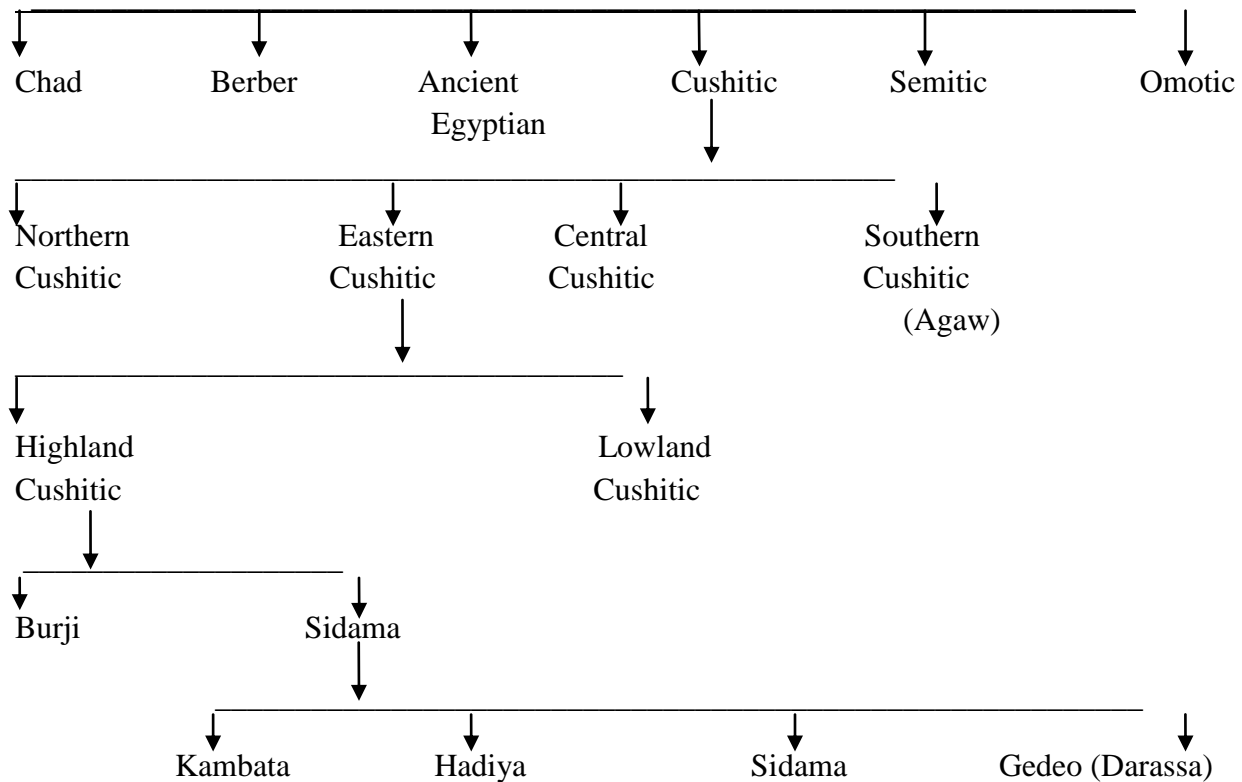 Chad Berber Ancient Cushitic Semitic Omotic
Egyptian
Northern Eastern Central Southern
Cushitic Cushitic Cushitic Cushitic
(Agaw)
Highland Lowland
Cushitic Cushitic
Burji Sidama
Kambata Hadiya Sidama Gedeo (Darassa)